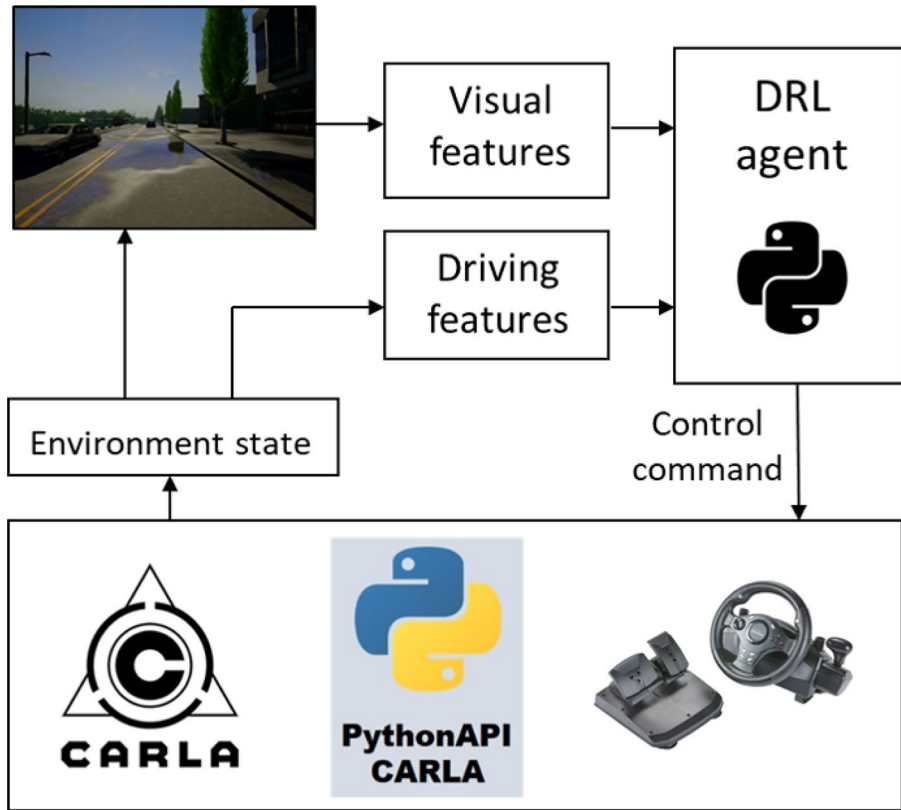 Visual
features
DRL
agent
Driving
features
Environment state
Control
command
C
CARLA
PythonAPI
CARLA